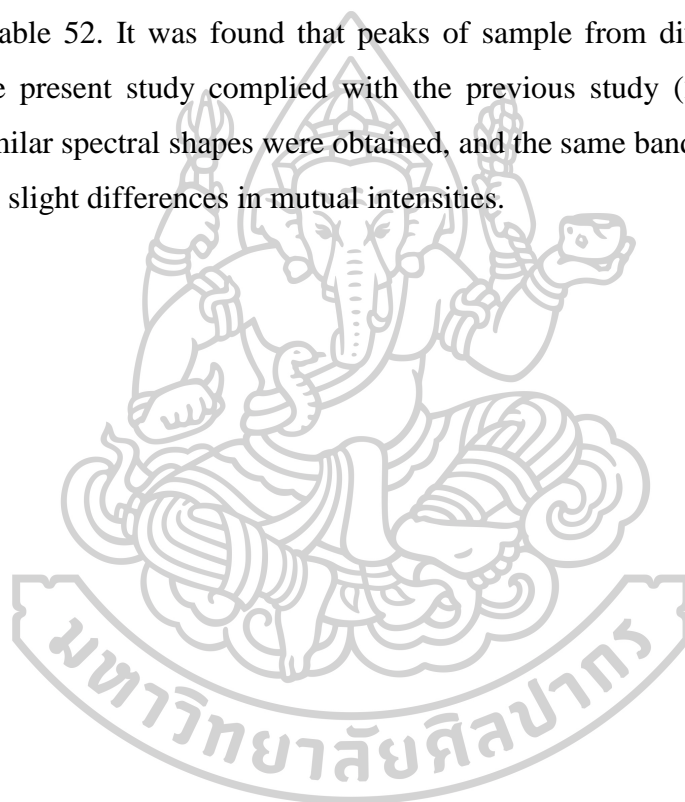 able 52. It was found that peaks of sample from di
e present study complied with the previous study (
milar spectral shapes were obtained, and the same band
slight differences in mutual intensities.
มหาวิทยาลัยศิลปากร